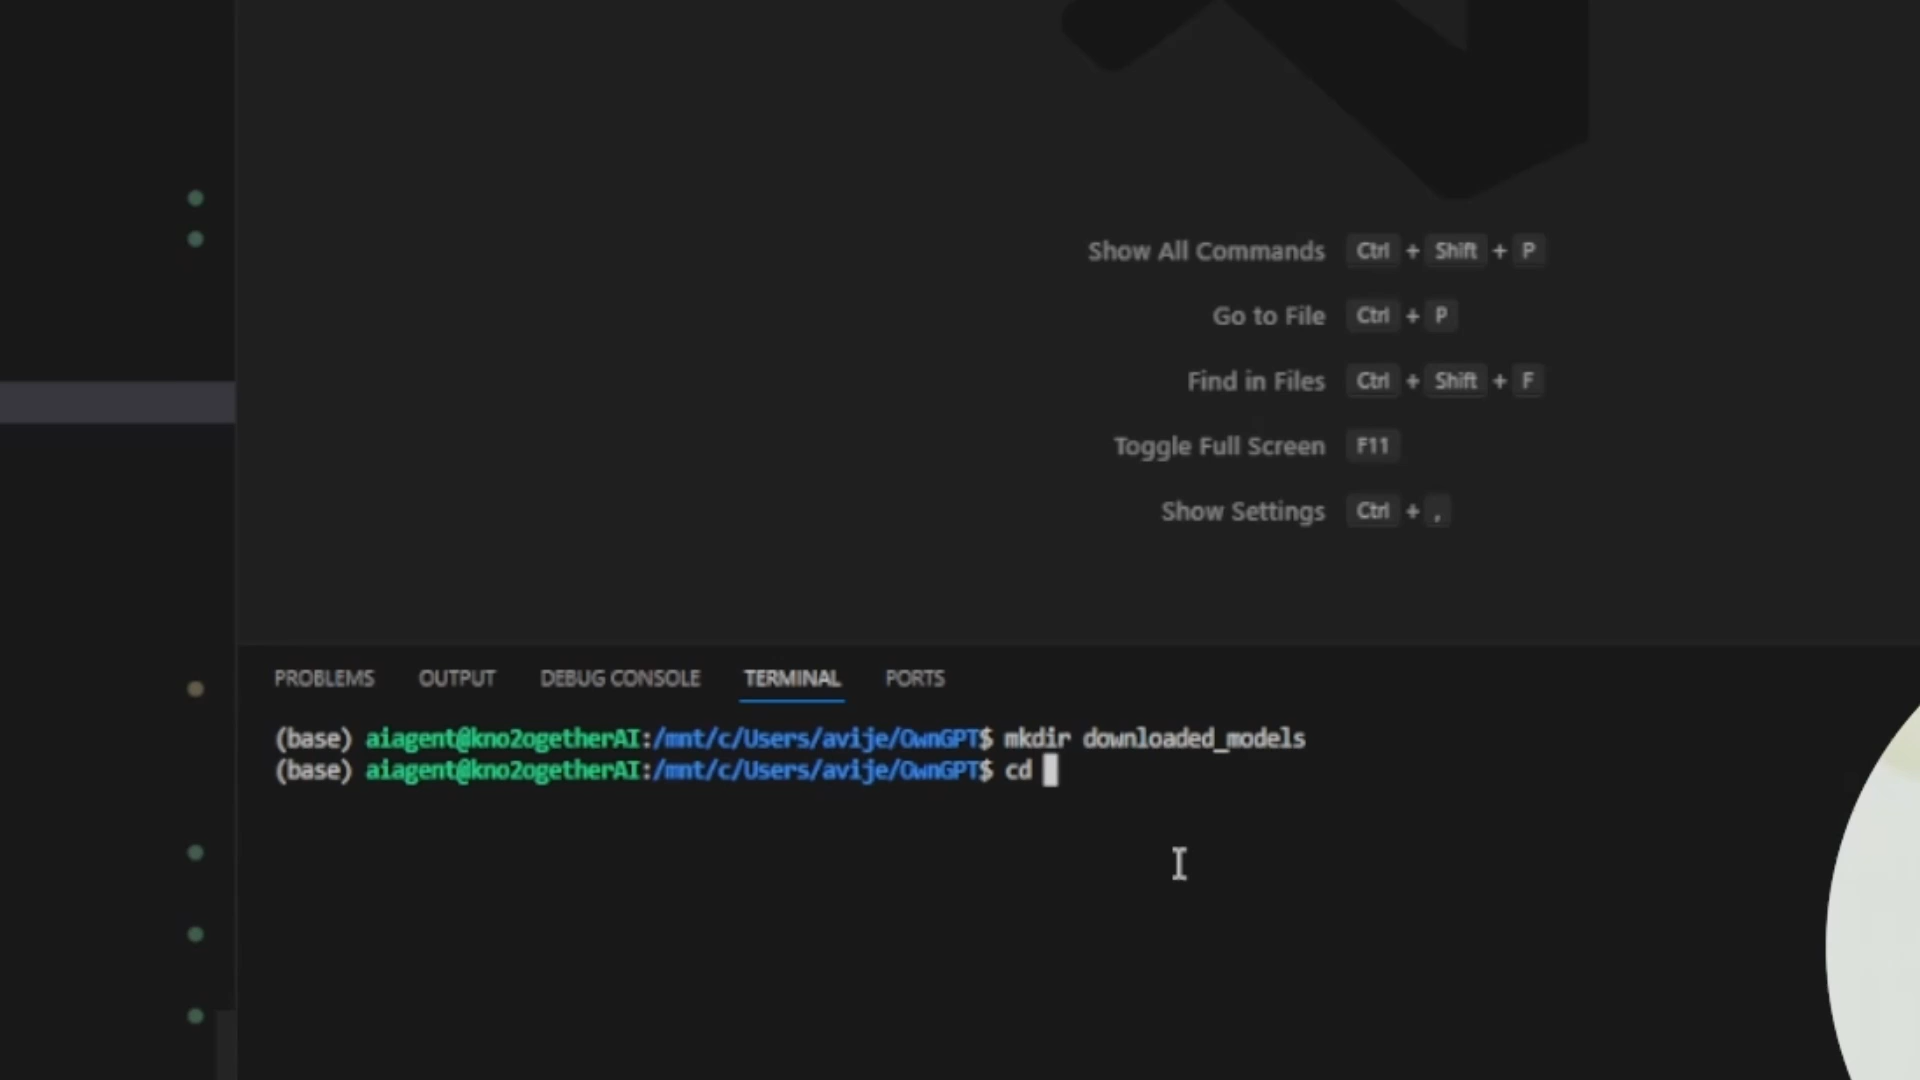 Show All Commands Ctrl + Shift + P
Go to File Ctrl + P
Find in Files Ctrl + Shift + F
Toggle Full Screen F11
Show Settings Ctrl + ,
PROBLEMS OUTPUT DEBUG CONSOLE TERMINAL PORTS
(base) aiagent@kno2ogetherAI:/mnt/c/Users/avije/OwnGPT$ mkdir downloaded_models
(base) aiagent@kno2ogetherAI:/mnt/c/Users/avije/OwnGPT$ cd